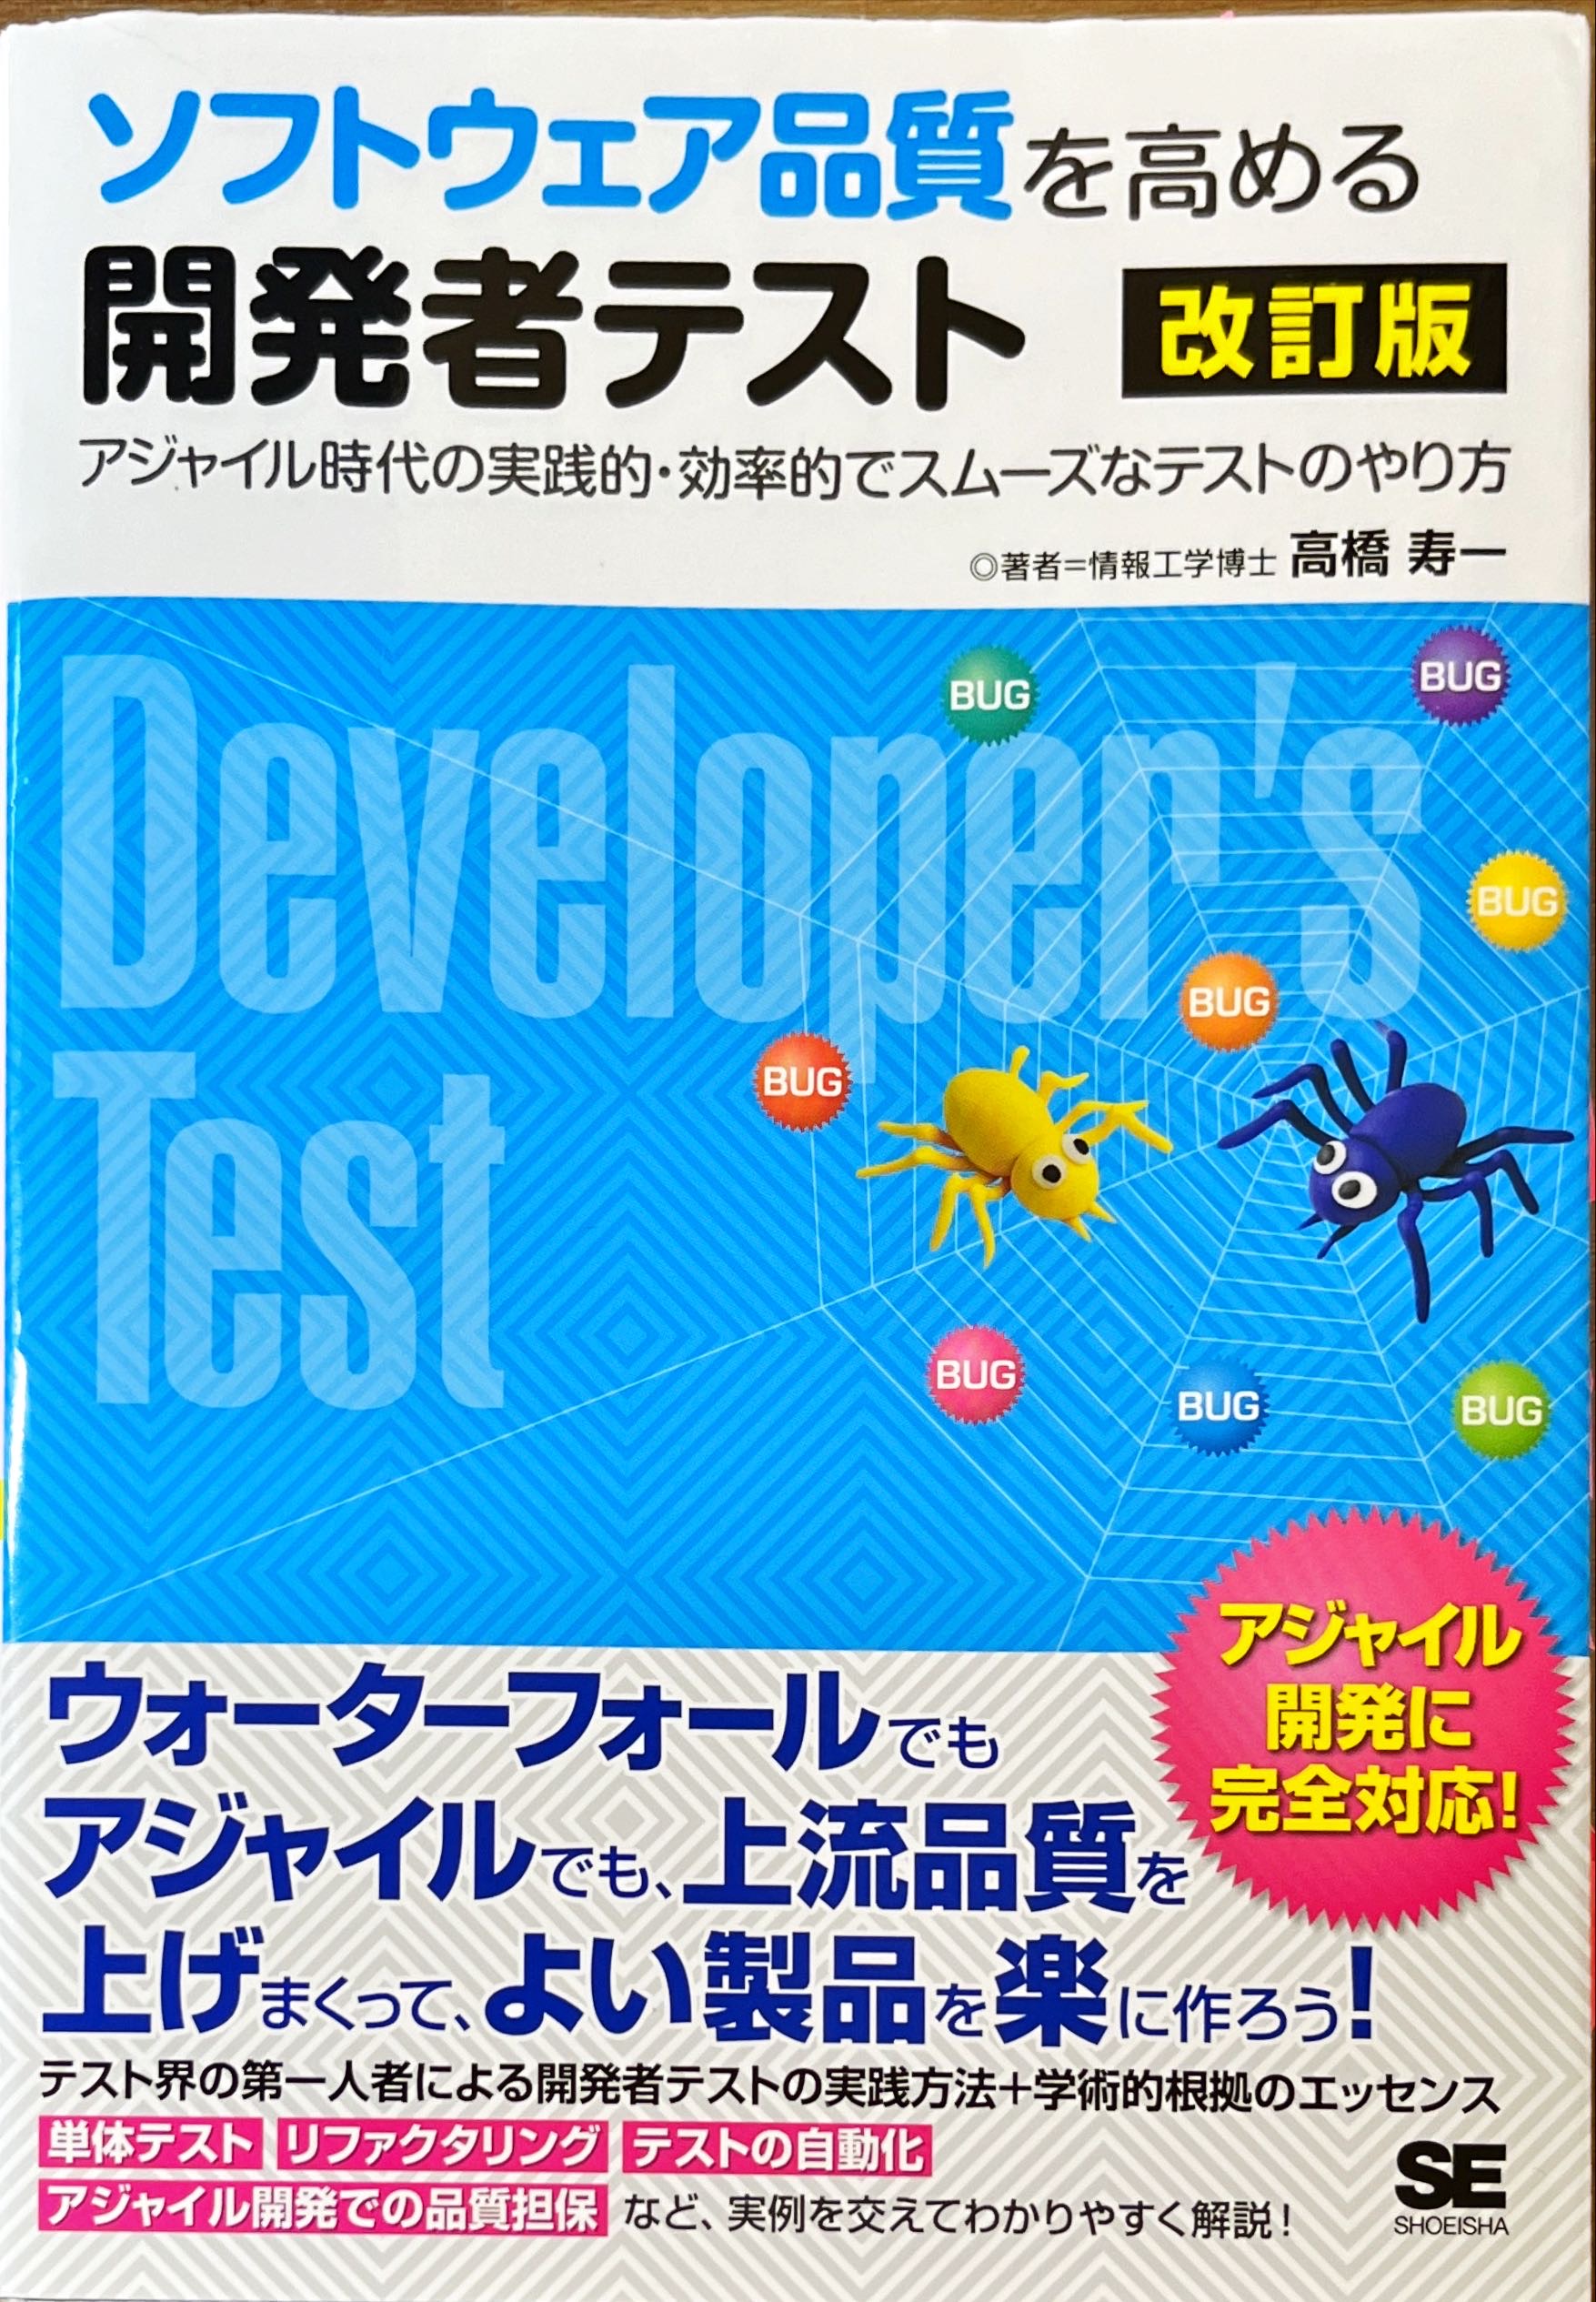 ソフトウェア品質を高める
開発者テスト 改訂版
アジャイル時代の実践的・効率的でスムーズなテストのやり方
◎著者=情報工学博士 高橋 寿一
Developer's
Test
BUG
BUG
BUG
BUG
BUG
BUG
BUG
BUG
アジャイル
開発に
完全対応!
ウォーターフォールでも
アジャイルでも、上流品質を
上げまくって、よい製品を楽に作ろう!
テスト界の第一人者による開発者テストの実践方法+学術的根拠のエッセンス
単体テスト リファクタリング テストの自動化
アジャイル開発での品質担保 など、実例を交えてわかりやすく解説!
SE
SHOEISHA